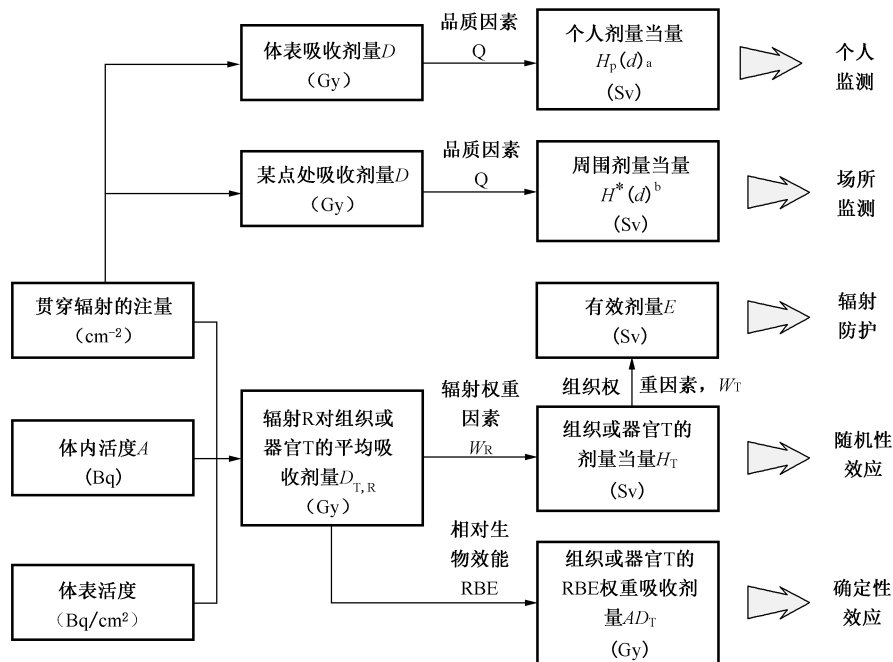 体表吸收剂量D
(Gy)
品质因素
Q
个人剂量当量
Hp(d)a
(Sv)
个人
监测
某点处吸收剂量D
(Gy)
品质因素
Q
周围剂量当量
H*(d)b
(Sv)
场所
监测
贯穿辐射的注量
(cm⁻²)
有效剂量E
(Sv)
辐射
防护
组织权 重因素，WT
体内活度A
(Bq)
辐射R对组织或
器官T的平均吸
收剂量DT,R
(Gy)
辐射权重
因素
WR
组织或器官T的
剂量当量HT
(Sv)
随机性
效应
体表活度
(Bq/cm²)
相对生
物效能
RBE
组织或器官T的
RBE权重吸收剂
量ADT
(Gy)
确定性
效应